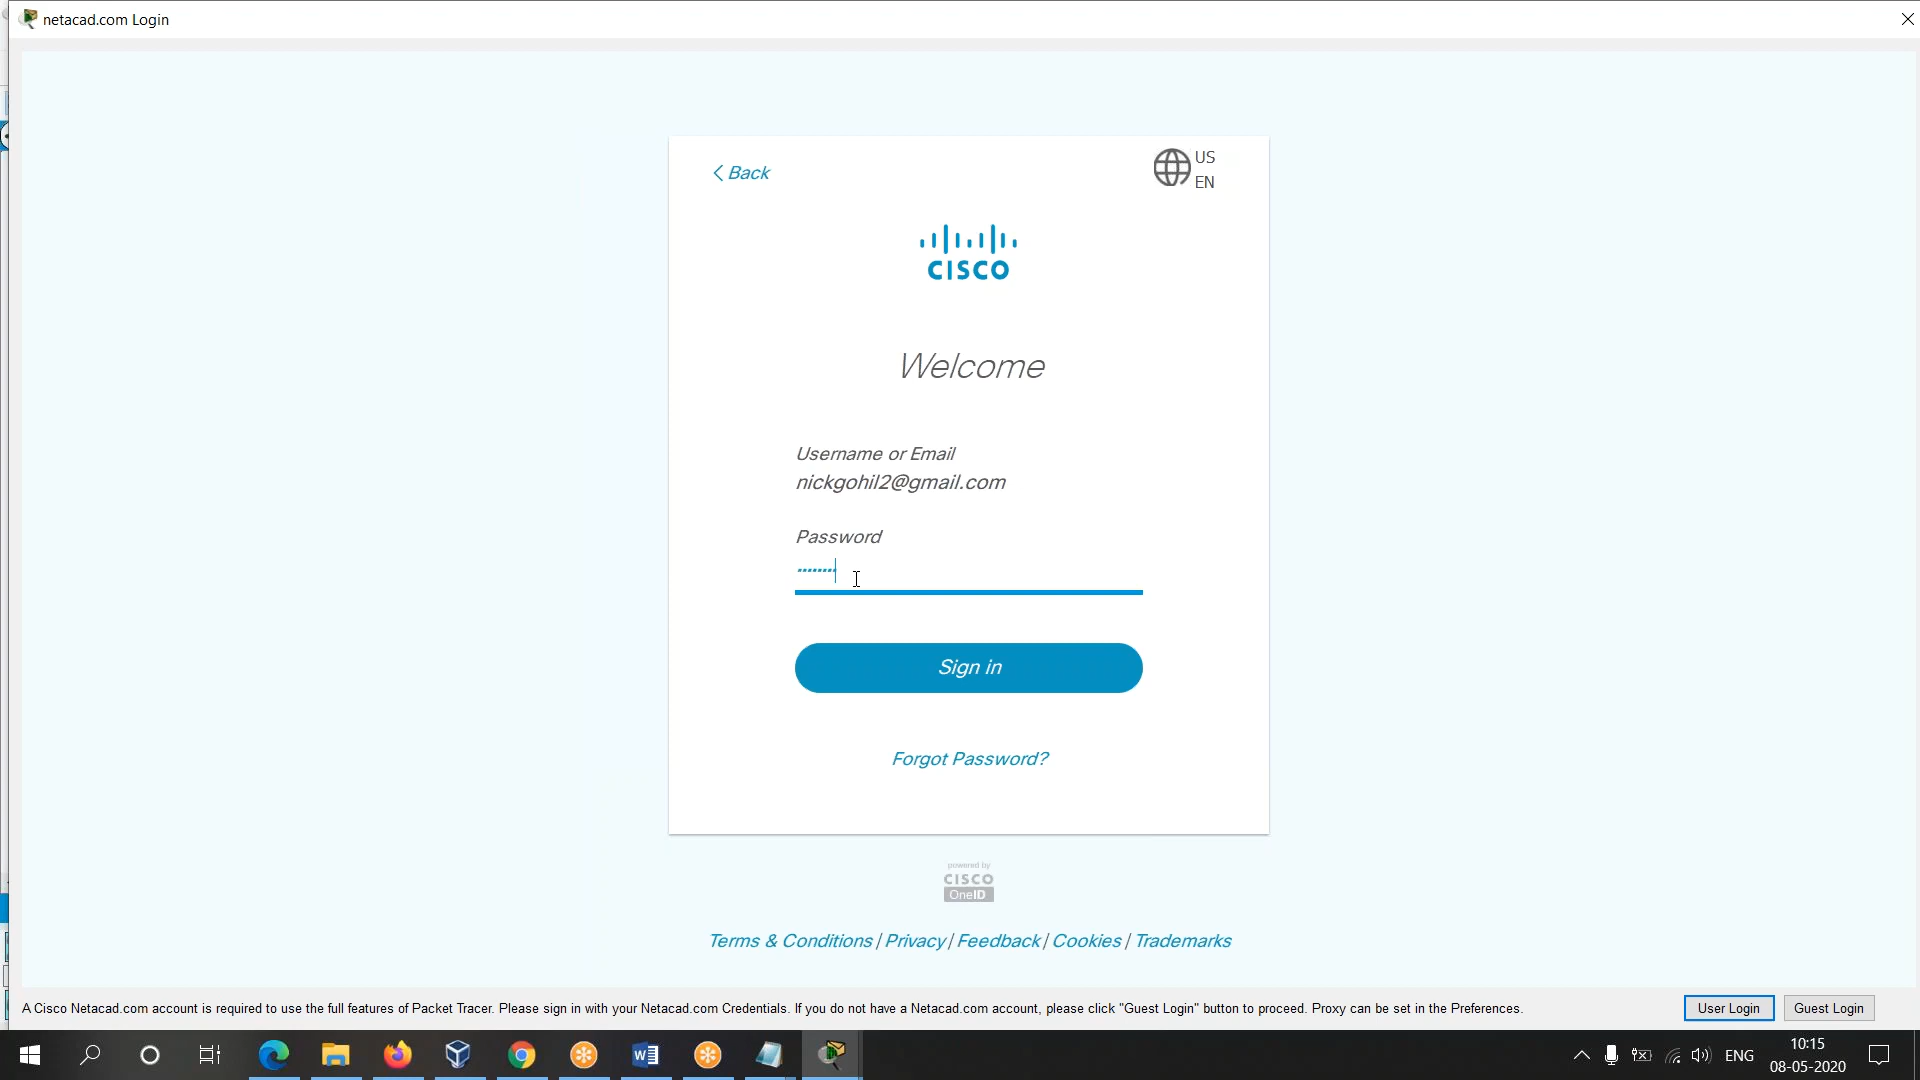 netacad.com Login
Back
US
EN
CISCO
Welcome
Username or Email
nickgohil2@gmail.com
Password
Sign in
Forgot Password?
powered by
CISCO
OneID
Terms & Conditions | Privacy | Feedback | Cookies | Trademarks
A Cisco Netacad.com account is required to use the full features of Packet Tracer. Please sign in with your Netacad.com Credentials. If you do not have a Netacad.com account, please click "Guest Login" button to proceed. Proxy can be set in the Preferences.
User Login
Guest Login
ENG
10:15
08-05-2020